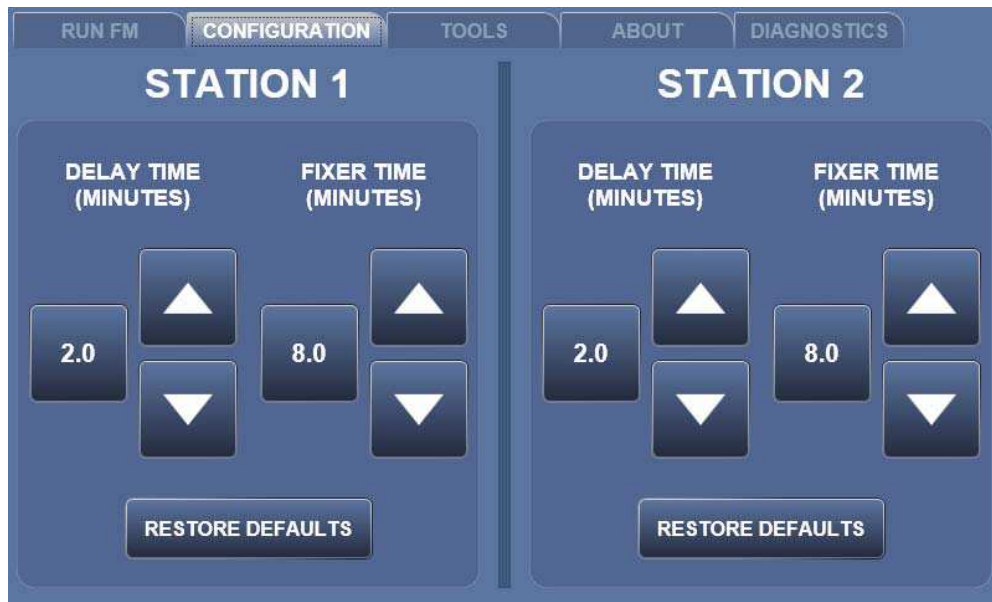 RUN FM
CONFIGURATION
TOOLS
ABOUT
DIAGNOSTICS
STATION 1
DELAY TIME
(MINUTES)
FIXER TIME
(MINUTES)
2.0
8.0
RESTORE DEFAULTS
STATION 2
DELAY TIME
(MINUTES)
FIXER TIME
(MINUTES)
2.0
8.0
RESTORE DEFAULTS